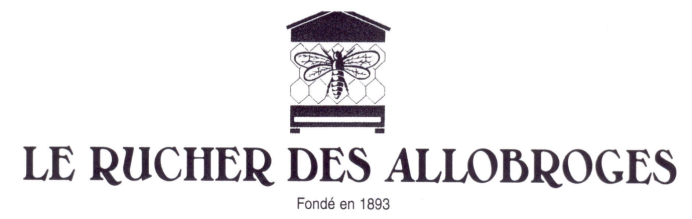 LE RUCHER DES ALLOBROGES
Fondé en 1893